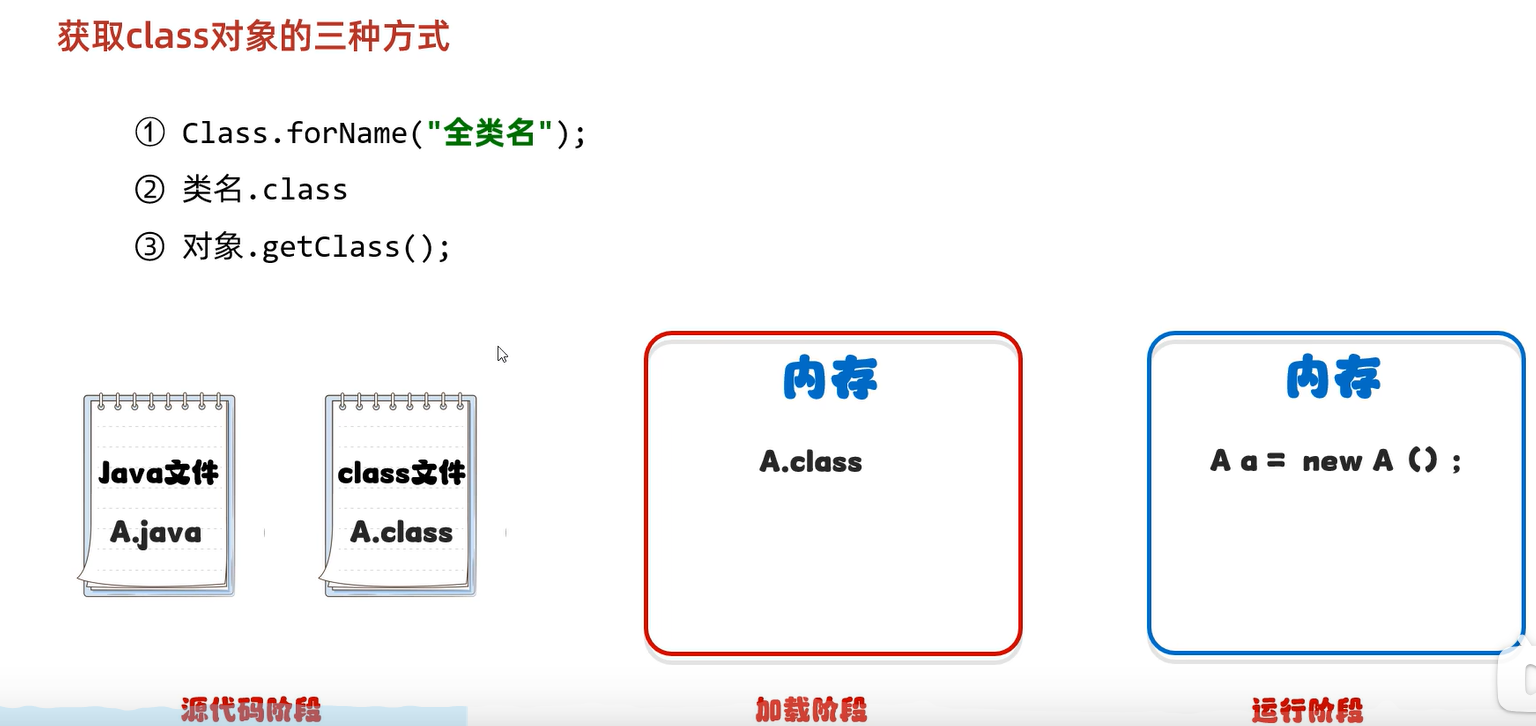 获取class对象的三种方式
① Class.forName("全类名");
② 类名.class
③ 对象.getClass();
Java文件
A.java
class文件
A.class
内存
A.class
内存
A a = new A () ;
源代码阶段
加载阶段
运行阶段